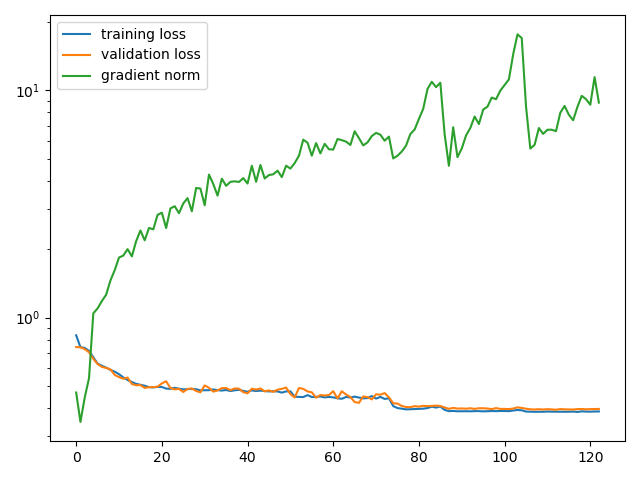 training loss
validation loss
gradient norm
10¹
10⁰
0 20 40 60 80 100 120